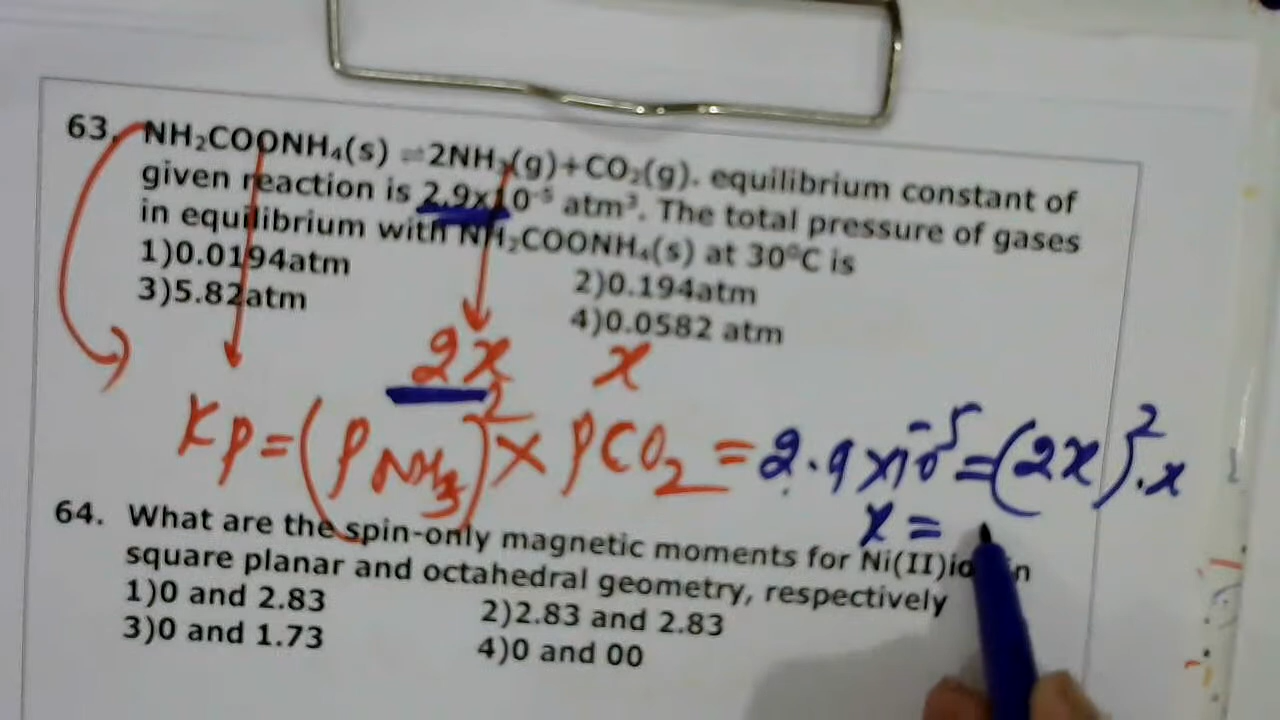 63. NH₂COONH₄(s) ⇌2NH₃(g)+CO₂(g). equilibrium constant of
given reaction is 2.9x10⁻⁵ atm³. The total pressure of gases
in equilibrium with NH₂COONH₄(s) at 30⁰C is
1)0.0194atm
2)0.194atm
3)5.82atm
4)0.0582 atm
2x x
Kp=(PNH₃)²× pCO₂ = 2.9×10⁻⁵=(2x)².x
x =
64. What are the spin-only magnetic moments for Ni(II)ion in
square planar and octahedral geometry, respectively
1)0 and 2.83
2)2.83 and 2.83
3)0 and 1.73
4)0 and 00